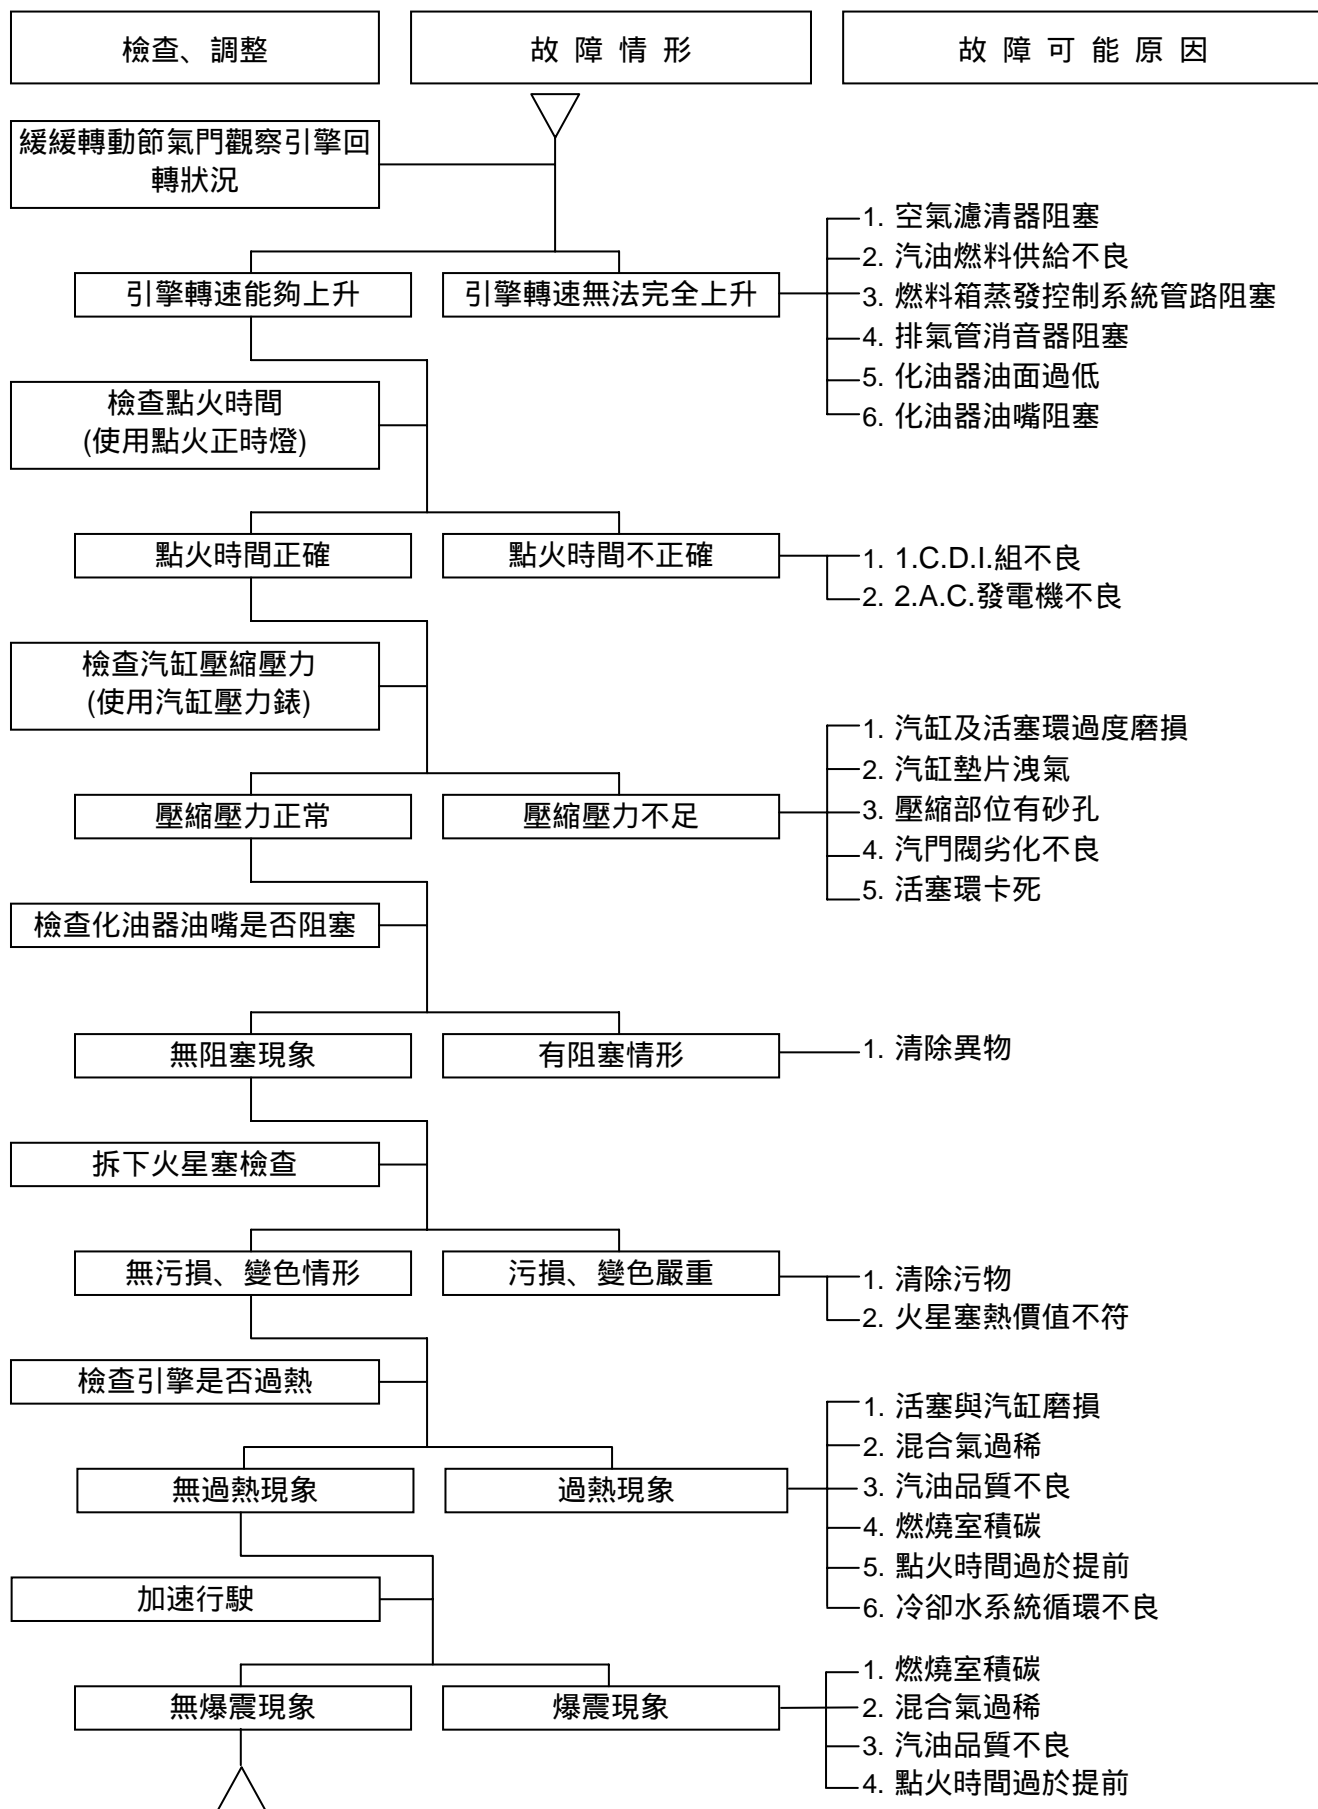 檢查、調整
故障情形
故障可能原因
緩緩轉動節氣門觀察引擎回
轉狀況
引擎轉速能夠上升
引擎轉速無法完全上升
1. 空氣濾清器阻塞
2. 汽油燃料供給不良
3. 燃料箱蒸發控制系統管路阻塞
4. 排氣管消音器阻塞
5. 化油器油面過低
6. 化油器油嘴阻塞
檢查點火時間
(使用點火正時燈)
點火時間正確
點火時間不正確
1. 1.C.D.I.組不良
2. 2.A.C.發電機不良
檢查汽缸壓縮壓力
(使用汽缸壓力錶)
壓縮壓力正常
壓縮壓力不足
1. 汽缸及活塞環過度磨損
2. 汽缸墊片洩氣
3. 壓縮部位有砂孔
4. 汽門閥劣化不良
5. 活塞環卡死
檢查化油器油嘴是否阻塞
無阻塞現象
有阻塞情形
1. 清除異物
拆下火星塞檢查
無污損、變色情形
污損、變色嚴重
1. 清除污物
2. 火星塞熱價值不符
檢查引擎是否過熱
無過熱現象
過熱現象
1. 活塞與汽缸磨損
2. 混合氣過稀
3. 汽油品質不良
4. 燃燒室積碳
5. 點火時間過於提前
6. 冷卻水系統循環不良
加速行駛
無爆震現象
爆震現象
1. 燃燒室積碳
2. 混合氣過稀
3. 汽油品質不良
4. 點火時間過於提前